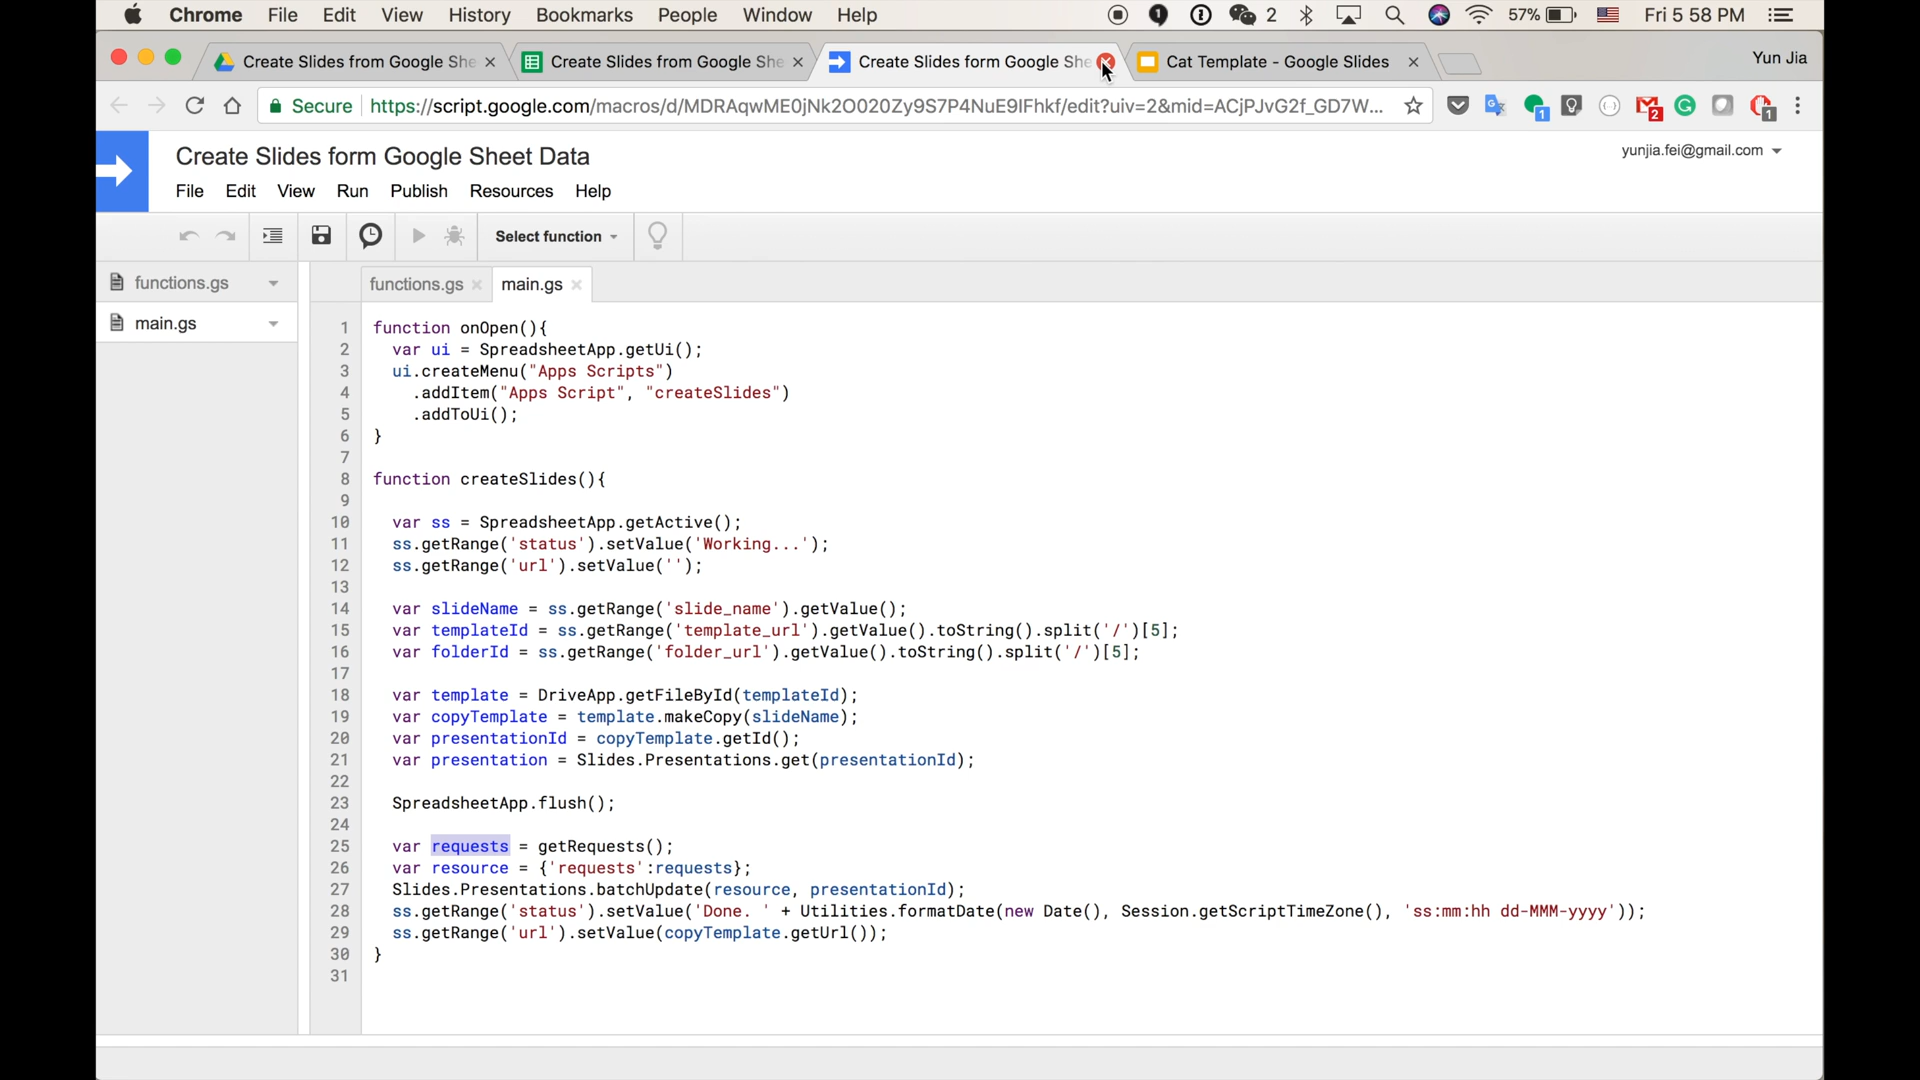 Chrome File Edit View History Bookmarks People Window Help 2 57% Fri 5 58 PM
Create Slides from Google She Create Slides from Google She Create Slides form Google She Cat Template - Google Slides Yun Jia
Secure https://script.google.com/macros/d/MDRAqwME0jNk2O020Zy9S7P4NuE9IFhkf/edit?uiv=2&mid=ACjPJvG2f_GD7W... 1 2 1
Create Slides form Google Sheet Data yunjia.fei@gmail.com
File Edit View Run Publish Resources Help
Select function
functions.gs functions.gs main.gs
main.gs
1 function onOpen(){
2 var ui = SpreadsheetApp.getUi();
3 ui.createMenu("Apps Scripts")
4 .addItem("Apps Script", "createSlides")
5 .addToUi();
6 }
7
8 function createSlides(){
9
10 var ss = SpreadsheetApp.getActive();
11 ss.getRange('status').setValue('Working...');
12 ss.getRange('url').setValue('');
13
14 var slideName = ss.getRange('slide_name').getValue();
15 var templateId = ss.getRange('template_url').getValue().toString().split('/')[5];
16 var folderId = ss.getRange('folder_url').getValue().toString().split('/')[5];
17
18 var template = DriveApp.getFileById(templateId);
19 var copyTemplate = template.makeCopy(slideName);
20 var presentationId = copyTemplate.getId();
21 var presentation = Slides.Presentations.get(presentationId);
22
23 SpreadsheetApp.flush();
24
25 var requests = getRequests();
26 var resource = {'requests':requests};
27 Slides.Presentations.batchUpdate(resource, presentationId);
28 ss.getRange('status').setValue('Done. ' + Utilities.formatDate(new Date(), Session.getScriptTimeZone(), 'ss:mm:hh dd-MMM-yyyy'));
29 ss.getRange('url').setValue(copyTemplate.getUrl());
30 }
31